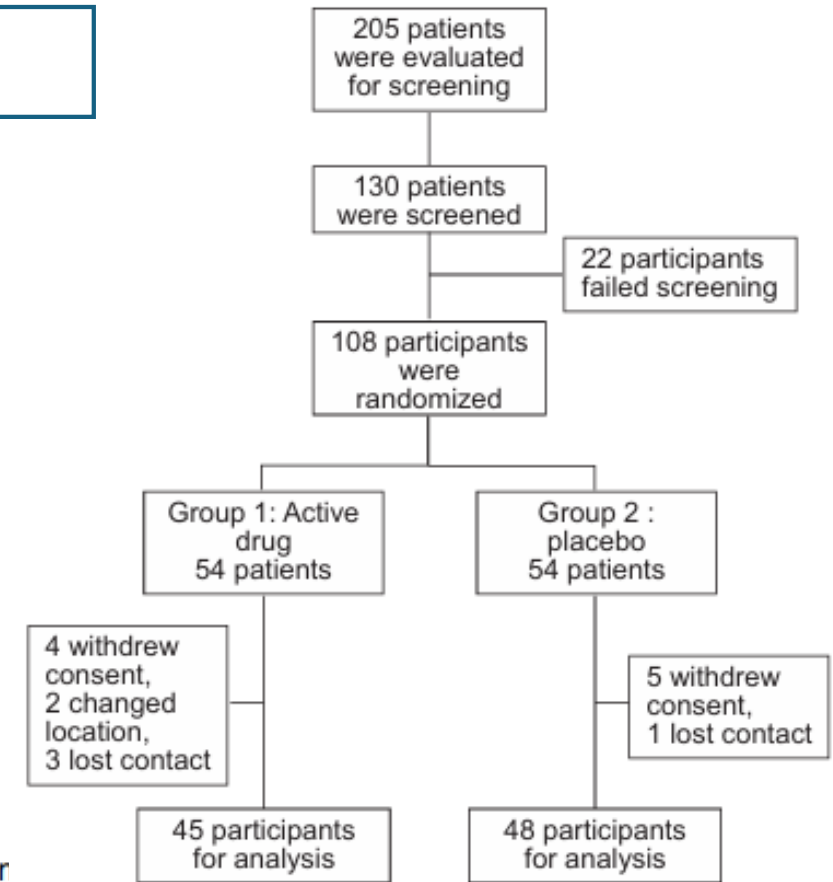 205 patients
were evaluated
for screening
130 patients
were screened
22 participants
failed screening
108 participants
were
randomized
Group 1: Active
drug
54 patients
Group 2 :
placebo
54 patients
4 withdrew
consent,
2 changed
location,
3 lost contact
5 withdrew
consent,
1 lost contact
45 participants
for analysis
48 participants
for analysis